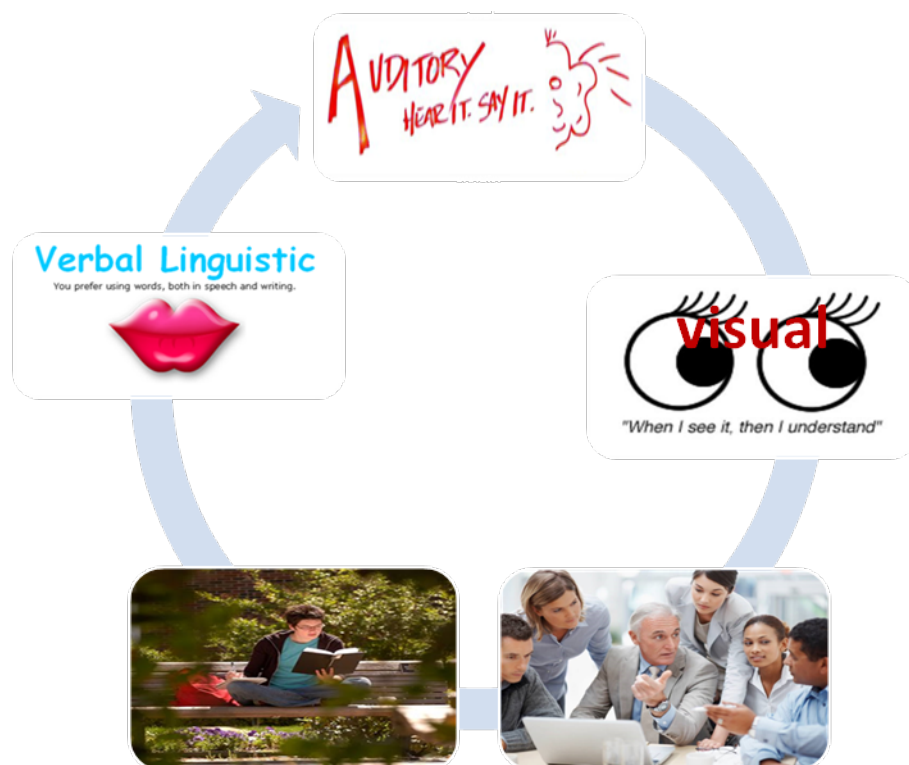 AUDITORY
HEAR IT. SAY IT.
visual
"When I see it, then I understand"
Verbal Linguistic
You prefer using words, both in speech and writing.